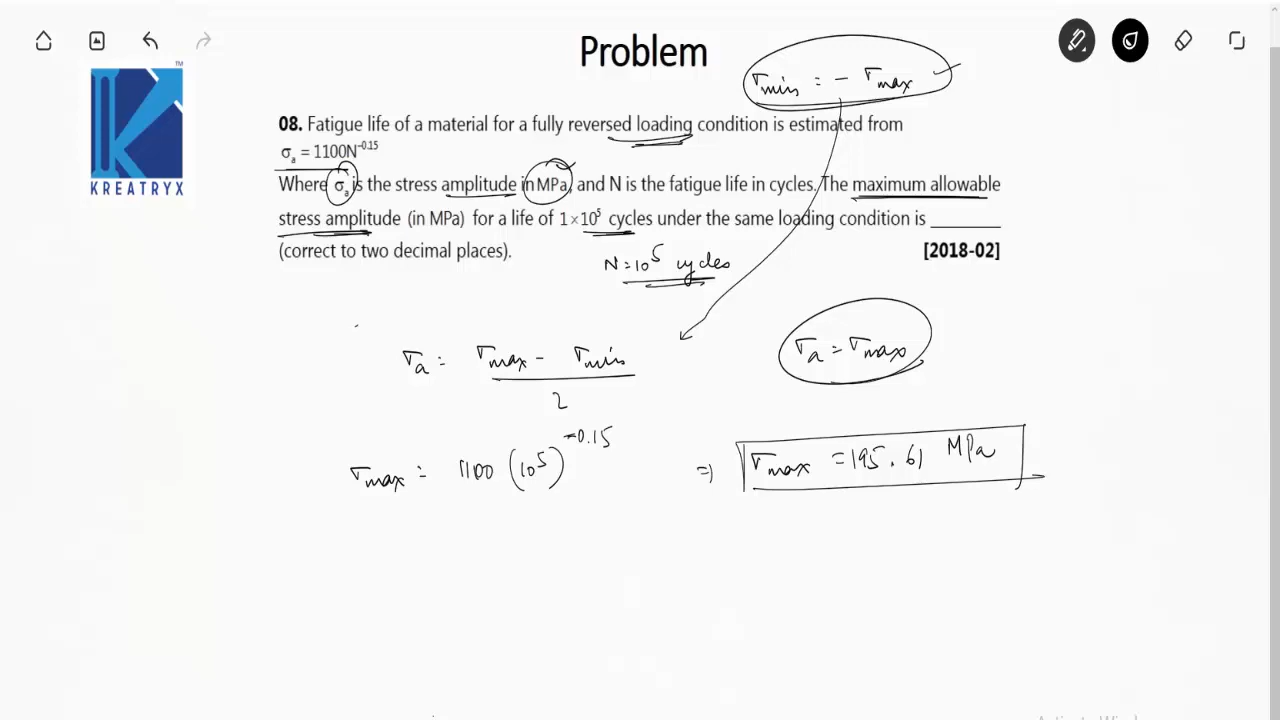 Problem
σmin = - σmax
TM
KREATRYX
08. Fatigue life of a material for a fully reversed loading condition is estimated from
σa = 1100N^-0.15
Where σa is the stress amplitude in MPa, and N is the fatigue life in cycles. The maximum allowable
stress amplitude (in MPa) for a life of 1×10^5 cycles under the same loading condition is ________
(correct to two decimal places). [2018-02]
N = 10^5 cycles
σa = σmax - σmin / 2
σa = σmax
σmax = 1100 (10^5)^-0.15 ⇒ σmax = 195.61 MPa